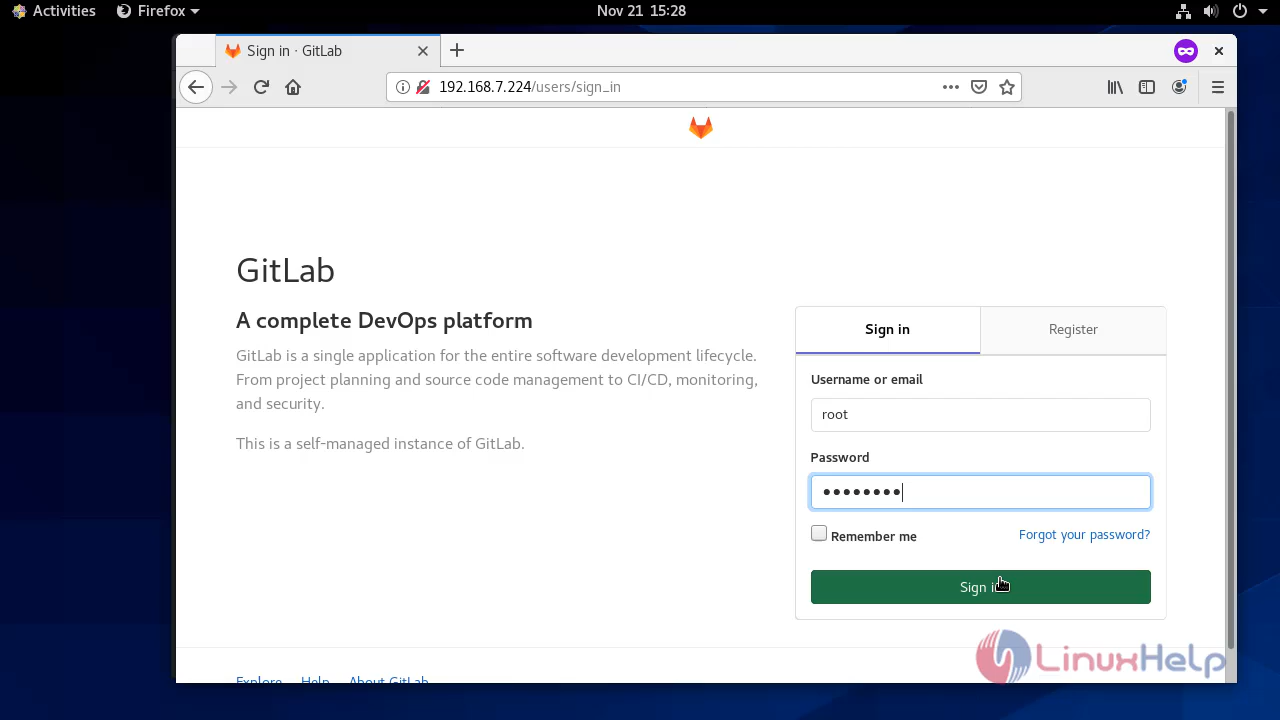 Activities Firefox Nov 21 15:28
Sign in · GitLab
192.168.7.224/users/sign_in
GitLab
A complete DevOps platform
GitLab is a single application for the entire software development lifecycle.
From project planning and source code management to CI/CD, monitoring,
and security.
This is a self-managed instance of GitLab.
Sign in Register
Username or email
root
Password
Remember me Forgot your password?
Sign in
LinuxHelp
Explore Help About GitLab